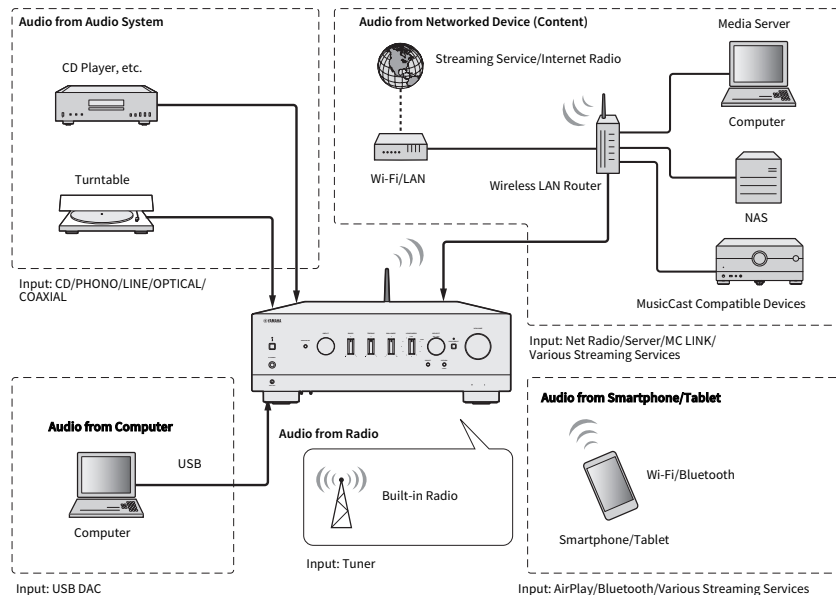 Audio from Audio System
CD Player, etc.
Turntable
Input: CD/PHONO/LINE/OPTICAL/
COAXIAL
Audio from Networked Device (Content)
Streaming Service/Internet Radio
Wi-Fi/LAN
Wireless LAN Router
Media Server
Computer
NAS
MusicCast Compatible Devices
Input: Net Radio/Server/MC LINK/
Various Streaming Services
YAMAHA
Audio from Computer
USB
Computer
Input: USB DAC
Audio from Radio
Built-in Radio
Input: Tuner
Audio from Smartphone/Tablet
Wi-Fi/Bluetooth
Smartphone/Tablet
Input: AirPlay/Bluetooth/Various Streaming Services